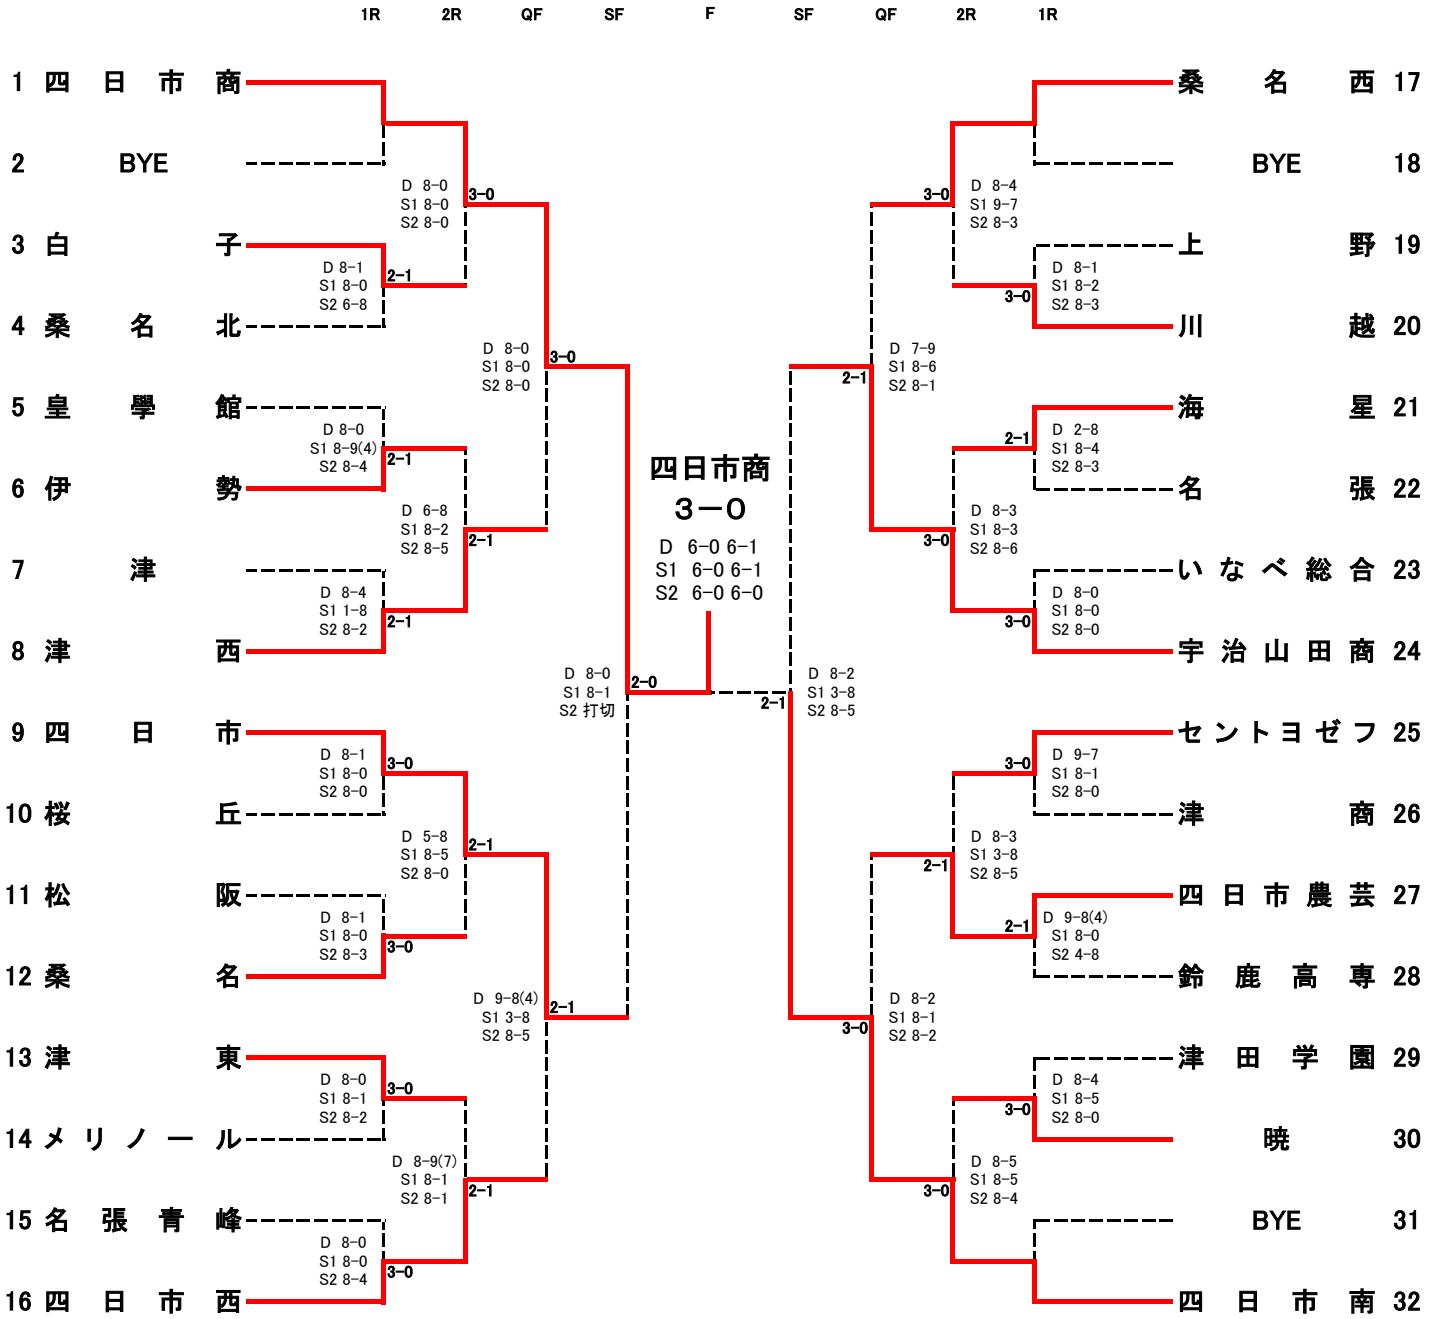 1R 2R QF SF F SF QF 2R 1R
1 四日市商
2 BYE
3 白子
4 桑名北
5 皇學館
6 伊勢
7 津
8 津西
9 四日市
10 桜丘
11 松阪
12 桑名
13 津東
14 メリノール
15 名張青峰
16 四日市西
D 8-1
S1 8-0
S2 6-8
2-1
D 8-0
S1 8-9(4)
S2 8-4
2-1
D 8-4
S1 1-8
S2 8-2
2-1
D 8-1
S1 8-0
S2 8-0
3-0
D 8-1
S1 8-0
S2 8-3
3-0
D 8-0
S1 8-1
S2 8-2
3-0
D 8-0
S1 8-0
S2 8-4
3-0
D 8-0
S1 8-0
S2 8-0
3-0
D 6-8
S1 8-2
S2 8-5
2-1
D 5-8
S1 8-5
S2 8-0
2-1
D 8-9(7)
S1 8-1
S2 8-1
2-1
D 8-0
S1 8-0
S2 8-0
3-0
D 9-8(4)
S1 3-8
S2 8-5
2-1
D 8-0
S1 8-1
S2 打切
2-0
四日市商
3-0
D 6-0 6-1
S1 6-0 6-1
S2 6-0 6-0
2-1
D 8-2
S1 3-8
S2 8-5
2-1
D 7-9
S1 8-6
S2 8-1
3-0
D 8-2
S1 8-1
S2 8-2
3-0
D 8-4
S1 9-7
S2 8-3
3-0
D 8-3
S1 8-3
S2 8-6
2-1
D 8-3
S1 3-8
S2 8-5
3-0
D 8-5
S1 8-5
S2 8-4
3-0
D 8-1
S1 8-2
S2 8-3
2-1
D 2-8
S1 8-4
S2 8-3
3-0
D 8-0
S1 8-0
S2 8-0
3-0
D 9-7
S1 8-1
S2 8-0
2-1
D 9-8(4)
S1 8-0
S2 4-8
3-0
D 8-4
S1 8-5
S2 8-0
桑名西 17
BYE 18
上野 19
川越 20
海星 21
名張 22
いなべ総合 23
宇治山田商 24
セントヨゼフ 25
津商 26
四日市農芸 27
鈴鹿高専 28
津田学園 29
暁 30
BYE 31
四日市南 32